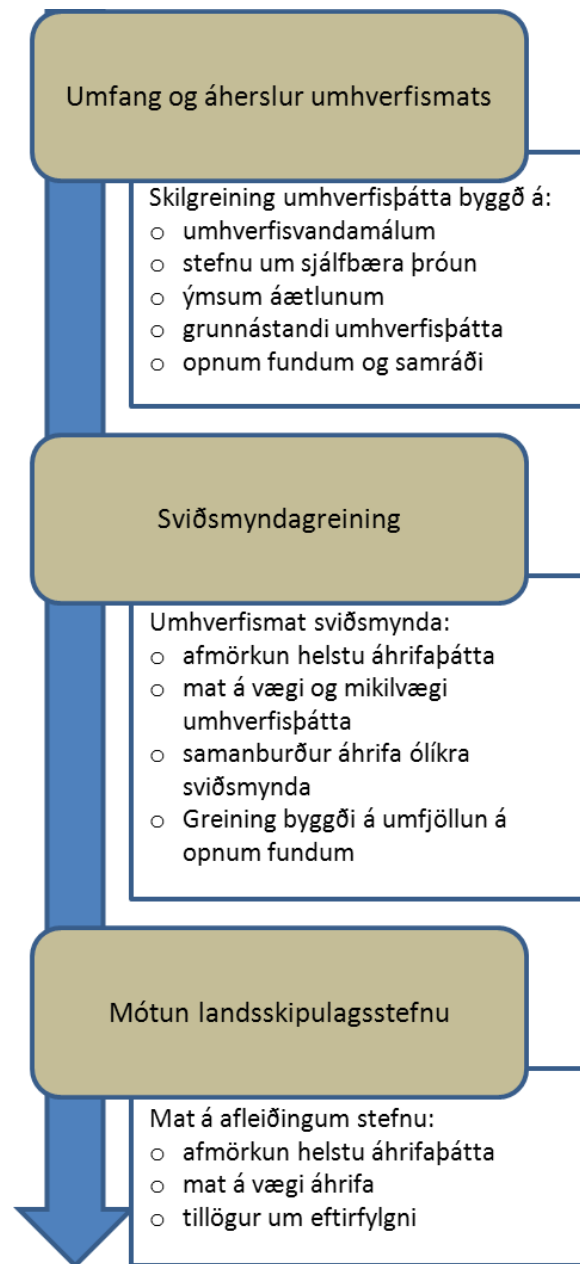 Umfang og áherslur umhverfismats
Skilgreining umhverfisþátta byggð á:
o umhverfisvandamálum
o stefnu um sjálfbæra þróun
o ýmsum áætlunum
o grunnástandi umhverfisþátta
o opnum fundum og samráði
Sviðsmyndagreining
Umhverfismat sviðsmynda:
o afmörkun helstu áhrifaþátta
o mat á vægi og mikilvægi
umhverfisþátta
o samanburður áhrifa ólíkra
sviðsmynda
o Greining byggði á umfjöllun á
opnum fundum
Mótun landsskipulagsstefnu
Mat á afleiðingum stefnu:
o afmörkun helstu áhrifaþátta
o mat á vægi áhrifa
o tillögur um eftirfylgni